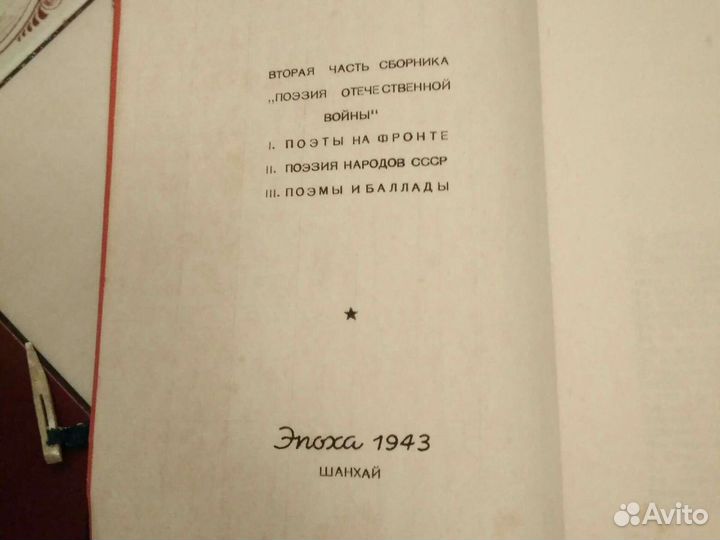 ВТОРАЯ ЧАСТЬ СБОРНИКА
„ПОЭЗИЯ ОТЕЧЕСТВЕННОЙ
ВОЙНЫ"
I. ПОЭТЫ НА ФРОНТЕ
II. ПОЭЗИЯ НАРОДОВ СССР
III. ПОЭМЫ И БАЛЛАДЫ
Эпоха 1943
ШАНХАЙ
Avito